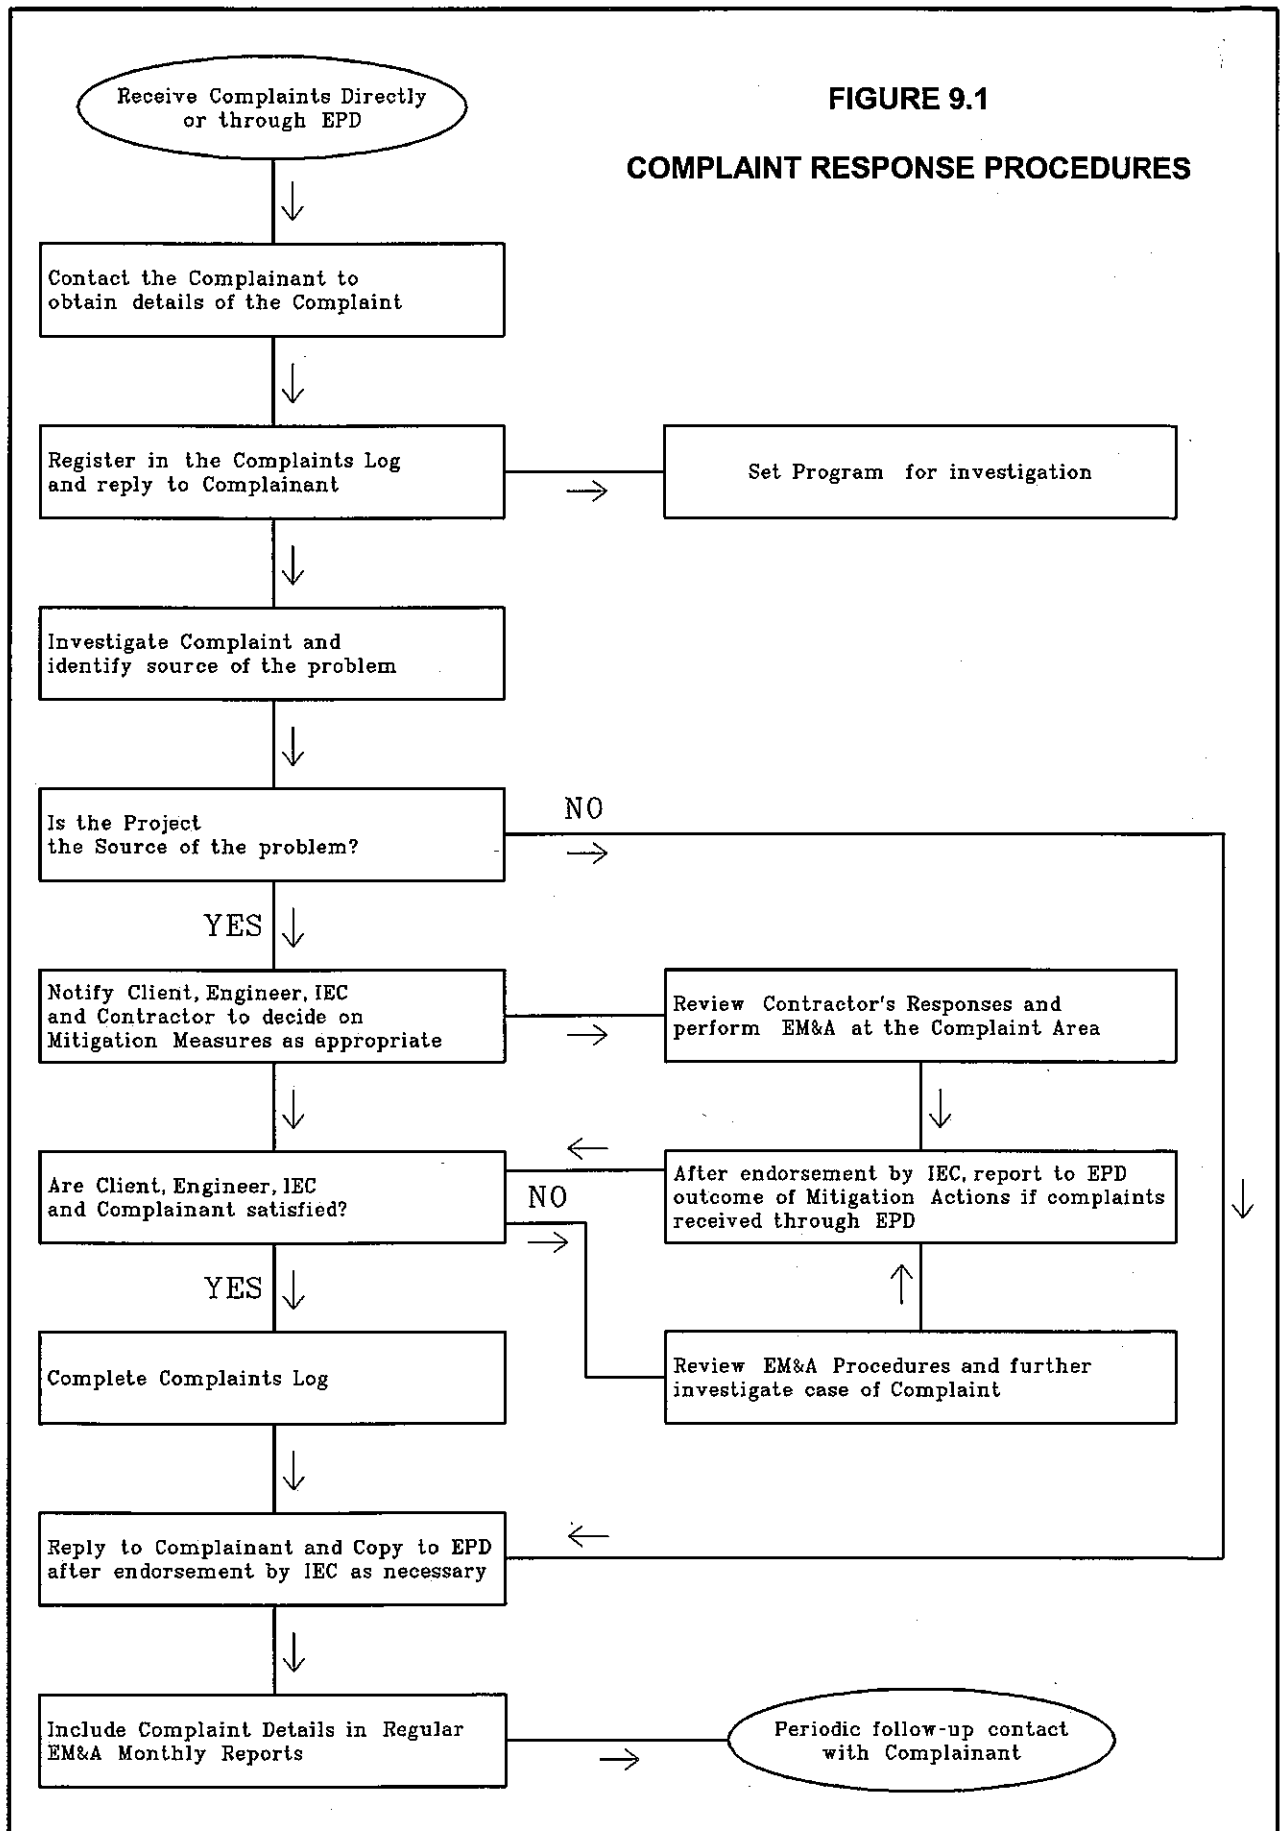 Receive Complaints Directly
or through EPD
FIGURE 9.1
COMPLAINT RESPONSE PROCEDURES
Contact the Complainant to
obtain details of the Complaint
Register in the Complaints Log
and reply to Complainant
Set Program for investigation
Investigate Complaint and
identify source of the problem
Is the Project
the Source of the problem?
NO
YES
Notify Client, Engineer, IEC
and Contractor to decide on
Mitigation Measures as appropriate
Review Contractor's Responses and
perform EM&A at the Complaint Area
Are Client, Engineer, IEC
and Complainant satisfied?
NO
After endorsement by IEC, report to EPD
outcome of Mitigation Actions if complaints
received through EPD
YES
Complete Complaints Log
Review EM&A Procedures and further
investigate case of Complaint
Reply to Complainant and Copy to EPD
after endorsement by IEC as necessary
Include Complaint Details in Regular
EM&A Monthly Reports
Periodic follow-up contact
with Complainant